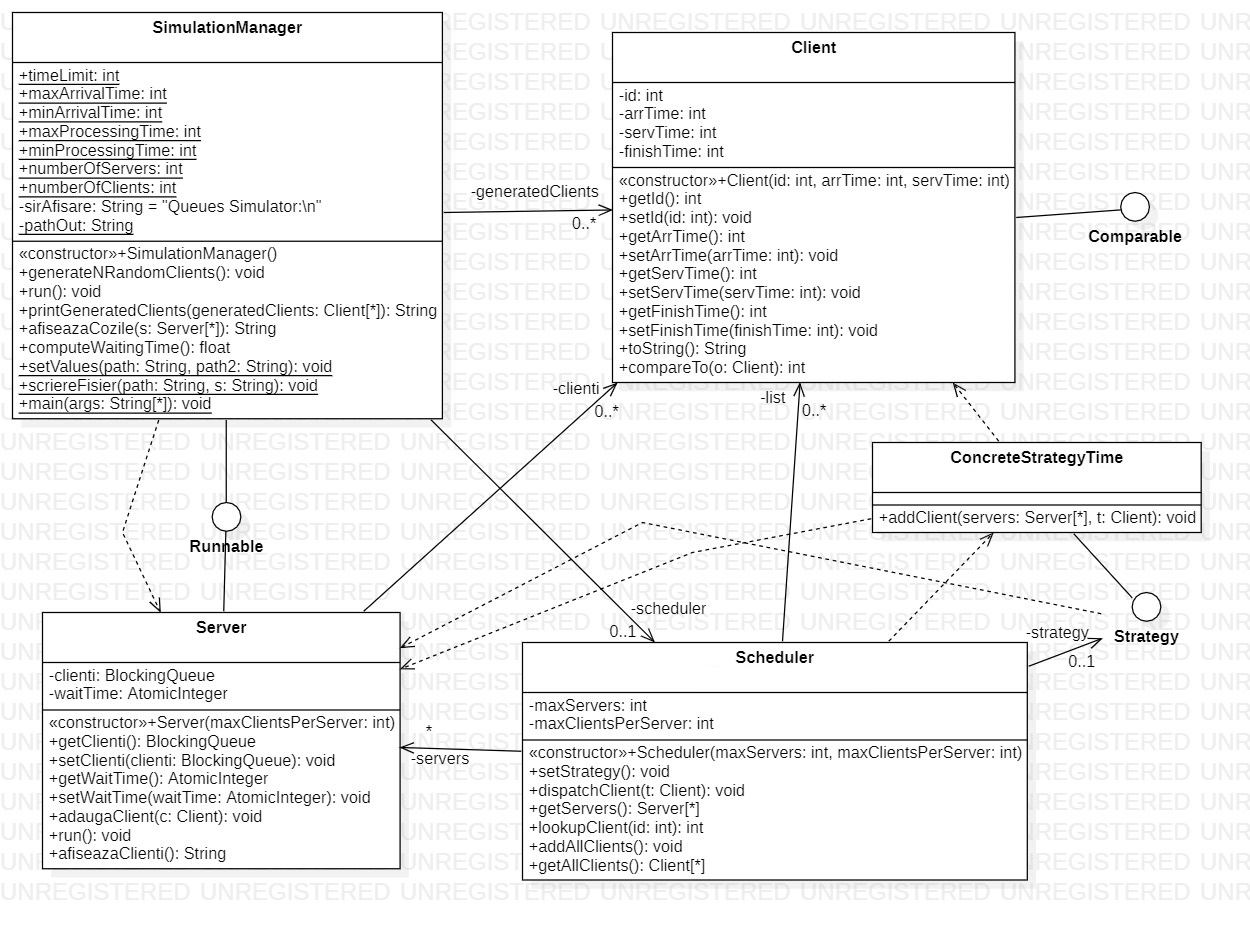 SimulationManager
+timeLimit: int
+maxArrivalTime: int
+minArrivalTime: int
+maxProcessingTime: int
+minProcessingTime: int
+numberOfServers: int
+numberOfClients: int
-sirAfisare: String = "Queues Simulator:\n"
-pathOut: String
«constructor»+SimulationManager()
+generateNRandomClients(): void
+run(): void
+printGeneratedClients(generatedClients: Client[*]): String
+afiseazaCozile(s: Server[*]): String
+computeWaitingTime(): float
+setValues(path: String, path2: String): void
+scriereFisier(path: String, s: String): void
+main(args: String[*]): void
-generatedClients
0..*
Client
-id: int
-arrTime: int
-servTime: int
-finishTime: int
«constructor»+Client(id: int, arrTime: int, servTime: int)
+getId(): int
+setId(id: int): void
+getArrTime(): int
+setArrTime(arrTime: int): void
+getServTime(): int
+setServTime(servTime: int): void
+getFinishTime(): int
+setFinishTime(finishTime: int): void
+toString(): String
+compareTo(o: Client): int
Comparable
-clienti
0..*
-list
0..*
ConcreteStrategyTime
+addClient(servers: Server[*], t: Client): void
Runnable
-scheduler
0..1
-strategy
0..1
Strategy
Server
-clienti: BlockingQueue
-waitTime: AtomicInteger
«constructor»+Server(maxClientsPerServer: int)
+getClienti(): BlockingQueue
+setClienti(clienti: BlockingQueue): void
+getWaitTime(): AtomicInteger
+setWaitTime(waitTime: AtomicInteger): void
+adaugaClient(c: Client): void
+run(): void
+afiseazaClienti(): String
*
-servers
Scheduler
-maxServers: int
-maxClientsPerServer: int
«constructor»+Scheduler(maxServers: int, maxClientsPerServer: int)
+setStrategy(): void
+dispatchClient(t: Client): void
+getServers(): Server[*]
+lookupClient(id: int): int
+addAllClients(): void
+getAllClients(): Client[*]
UNREGISTERED UNREGISTERED UNREGISTERED UNREGISTERED UNREGISTERED UNREGISTERED UNR